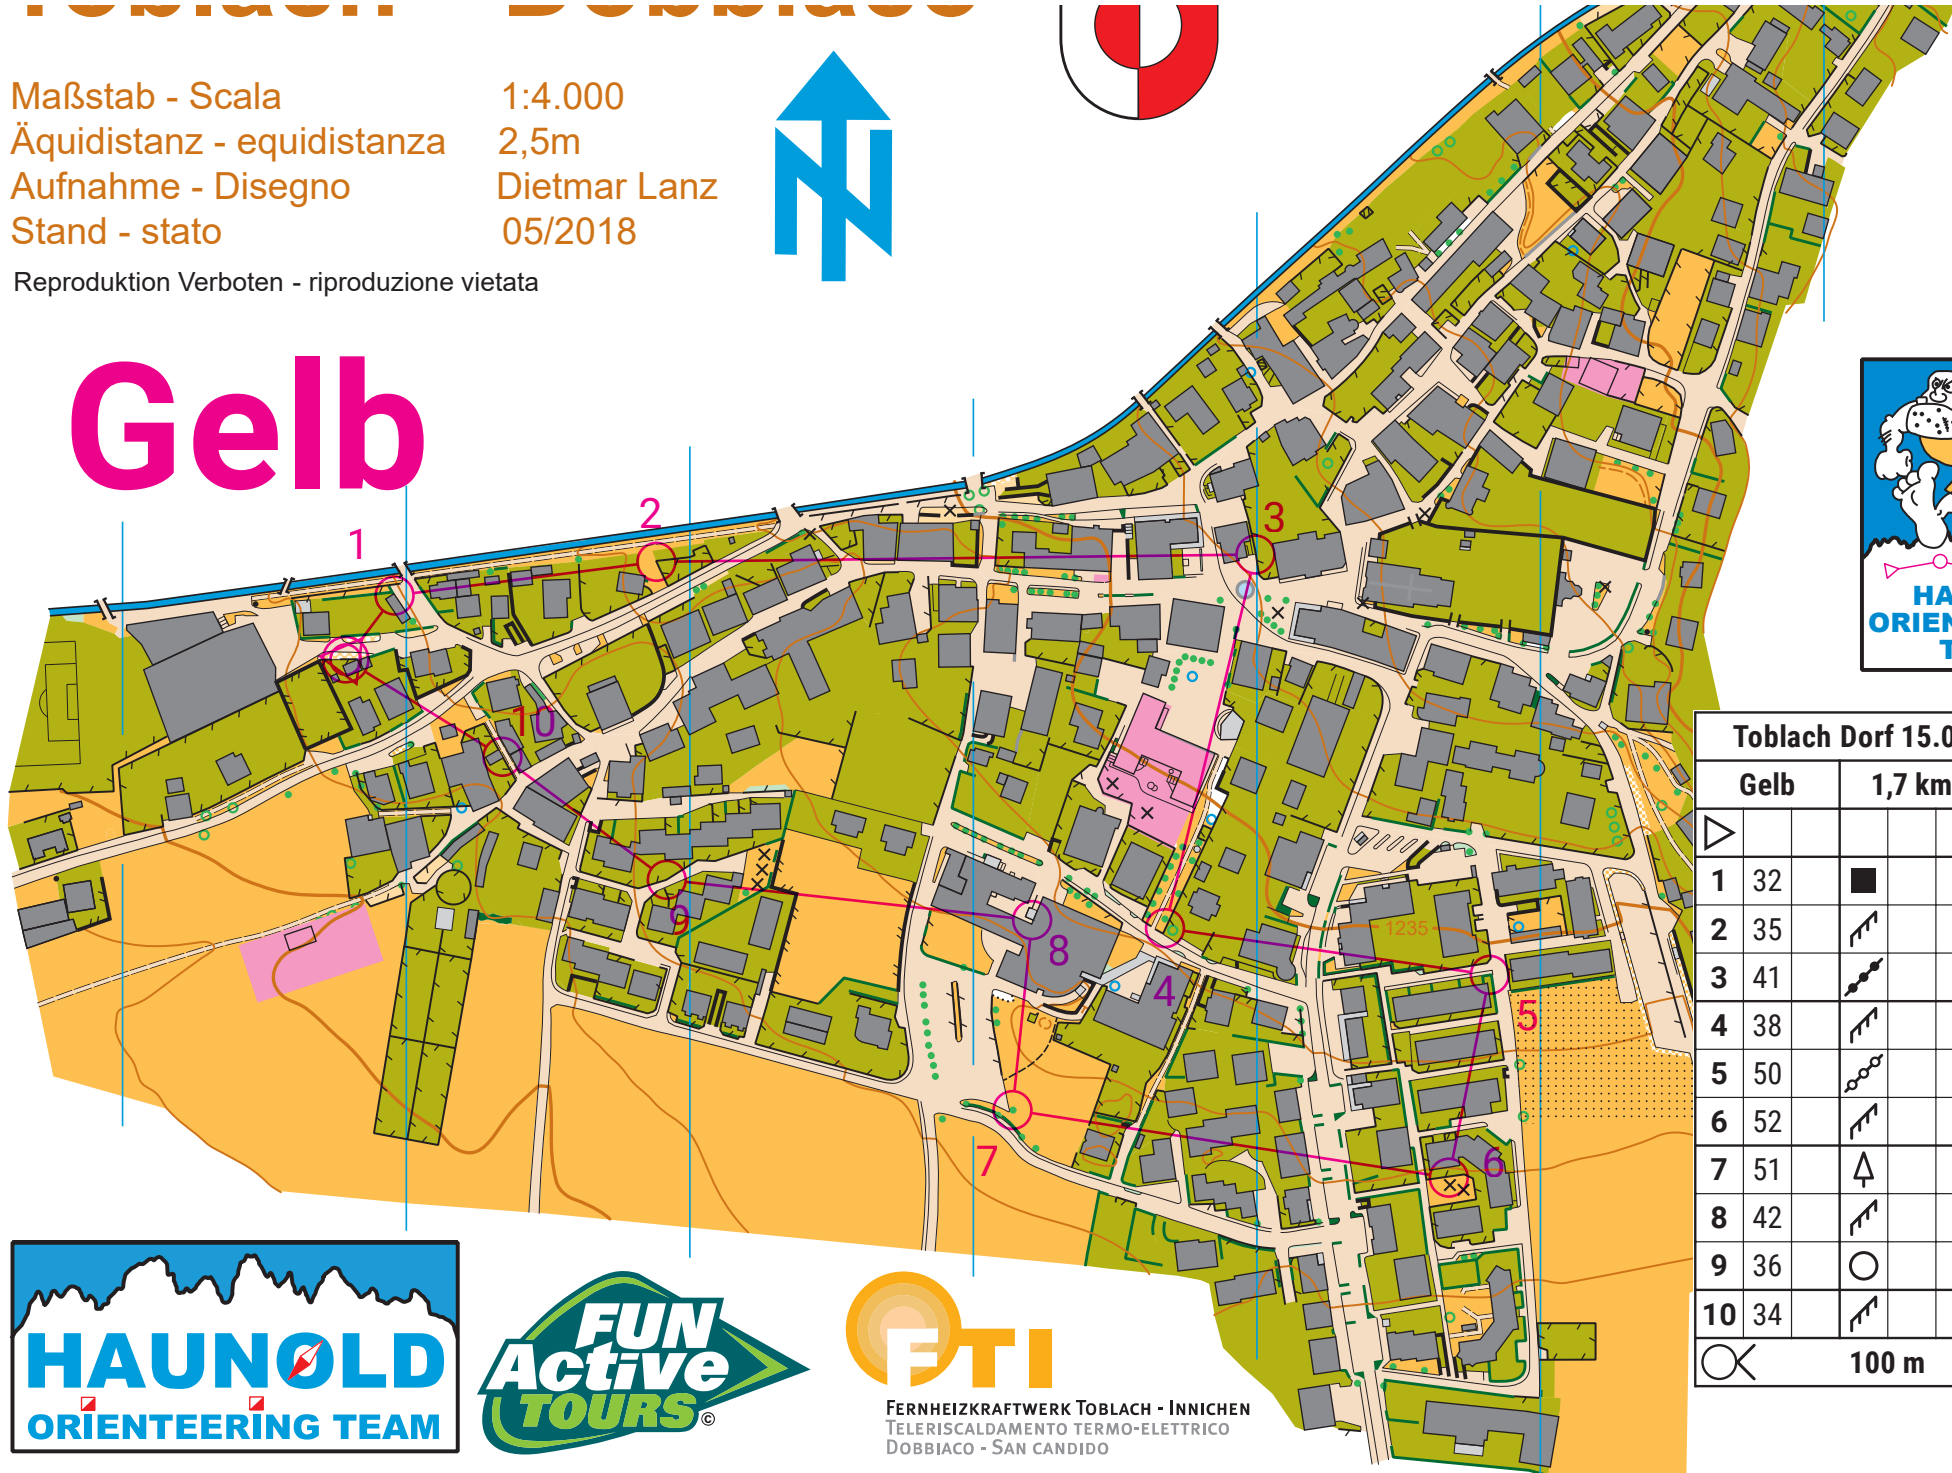 Toblach Dobbiaco
Maßstab - Scala 1:4.000
Äquidistanz - equidistanza 2,5m
Aufnahme - Disegno Dietmar Lanz
Stand - stato 05/2018
Reproduktion Verboten - riproduzione vietata
Gelb
1
2
3
10
9
8
4
5
7
6
1235
HA
ORIEN
T
Toblach Dorf 15.0
Gelb 1,7 km
1 32
2 35
3 41
4 38
5 50
6 52
7 51
8 42
9 36
10 34
100 m
HAUNOLD
ORIENTEERING TEAM
FUN
Active
TOURS©
FTI
FERNHEIZKRAFTWERK TOBLACH - INNICHEN
TELERISCALDAMENTO TERMO-ELETTRICO
DOBBIACO - SAN CANDIDO